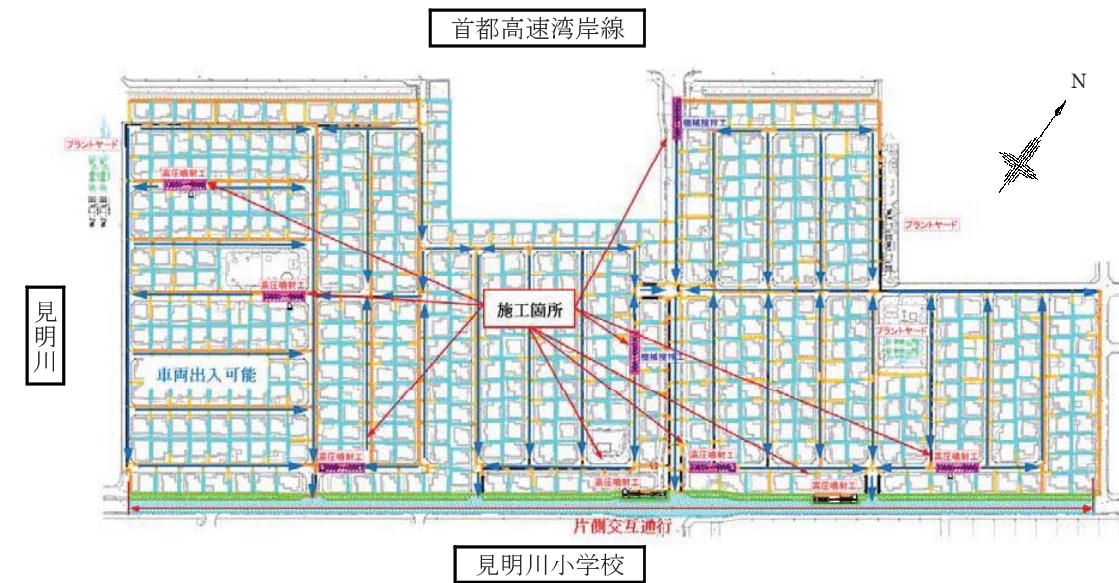 首都高速湾岸線
N
機械撹拌工
プラントヤード
高圧噴射工
プラントヤード
高圧噴射工
施工箇所
見明川
プラントヤード
機械撹拌工
車両出入可能
高圧噴射工
高圧噴射工
高圧噴射工
高圧噴射工
高圧噴射工
片側交互通行
見明川小学校